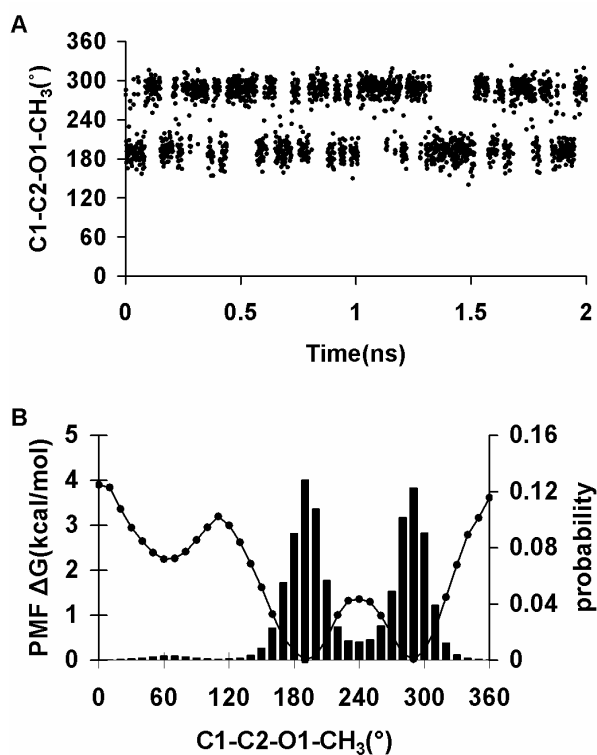 A
C1-C2-O1-CH3(°)
360
300
240
180
120
60
0
0 0.5 1 1.5 2
Time(ns)
B
PMF ΔG(kcal/mol)
5
4
3
2
1
0
0.16
0.12
0.08
0.04
0
probability
0 60 120 180 240 300 360
C1-C2-O1-CH3(°)